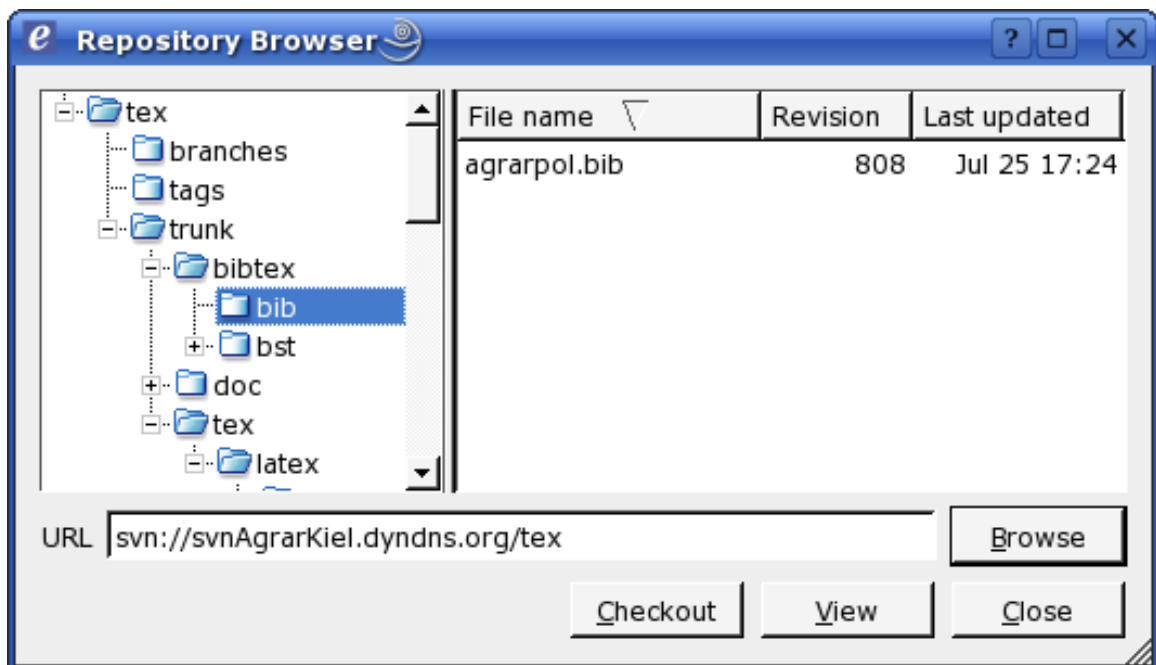 e Repository Browser ?
tex
branches
tags
trunk
bibtex
bib
bst
doc
tex
latex
File name Revision Last updated
agrarpol.bib 808 Jul 25 17:24
URL svn://svnAgrarKiel.dyndns.org/tex Browse
Checkout View Close